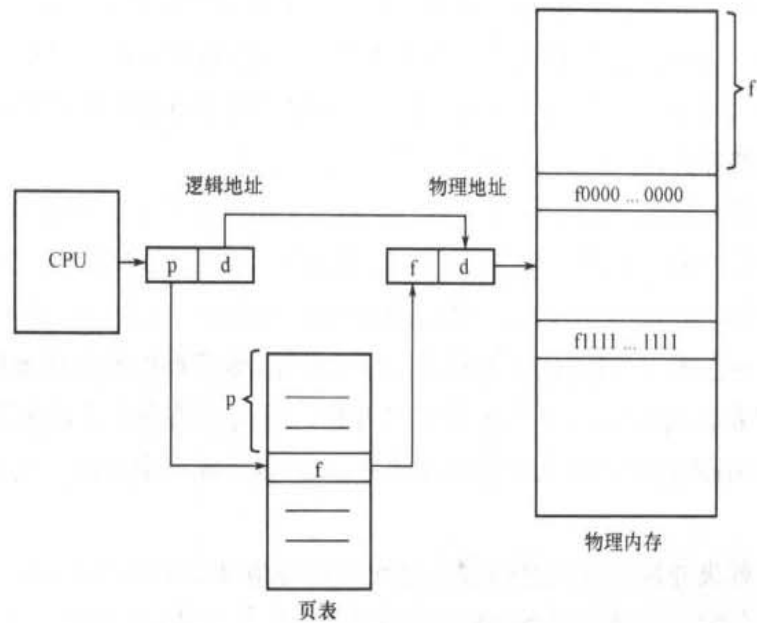 f
逻辑地址
物理地址
f0000 ... 0000
CPU
p d
f d
f1111 ... 1111
p
f
物理内存
页表